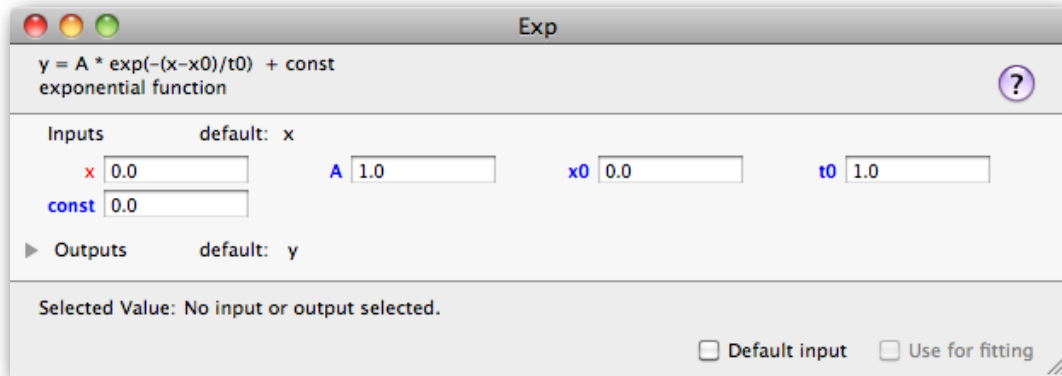 Exp
y = A * exp(-(x-x0)/t0) + const
exponential function
?
Inputs default: x
x 0.0 A 1.0 x0 0.0 t0 1.0
const 0.0
Outputs default: y
Selected Value: No input or output selected.
Default input Use for fitting